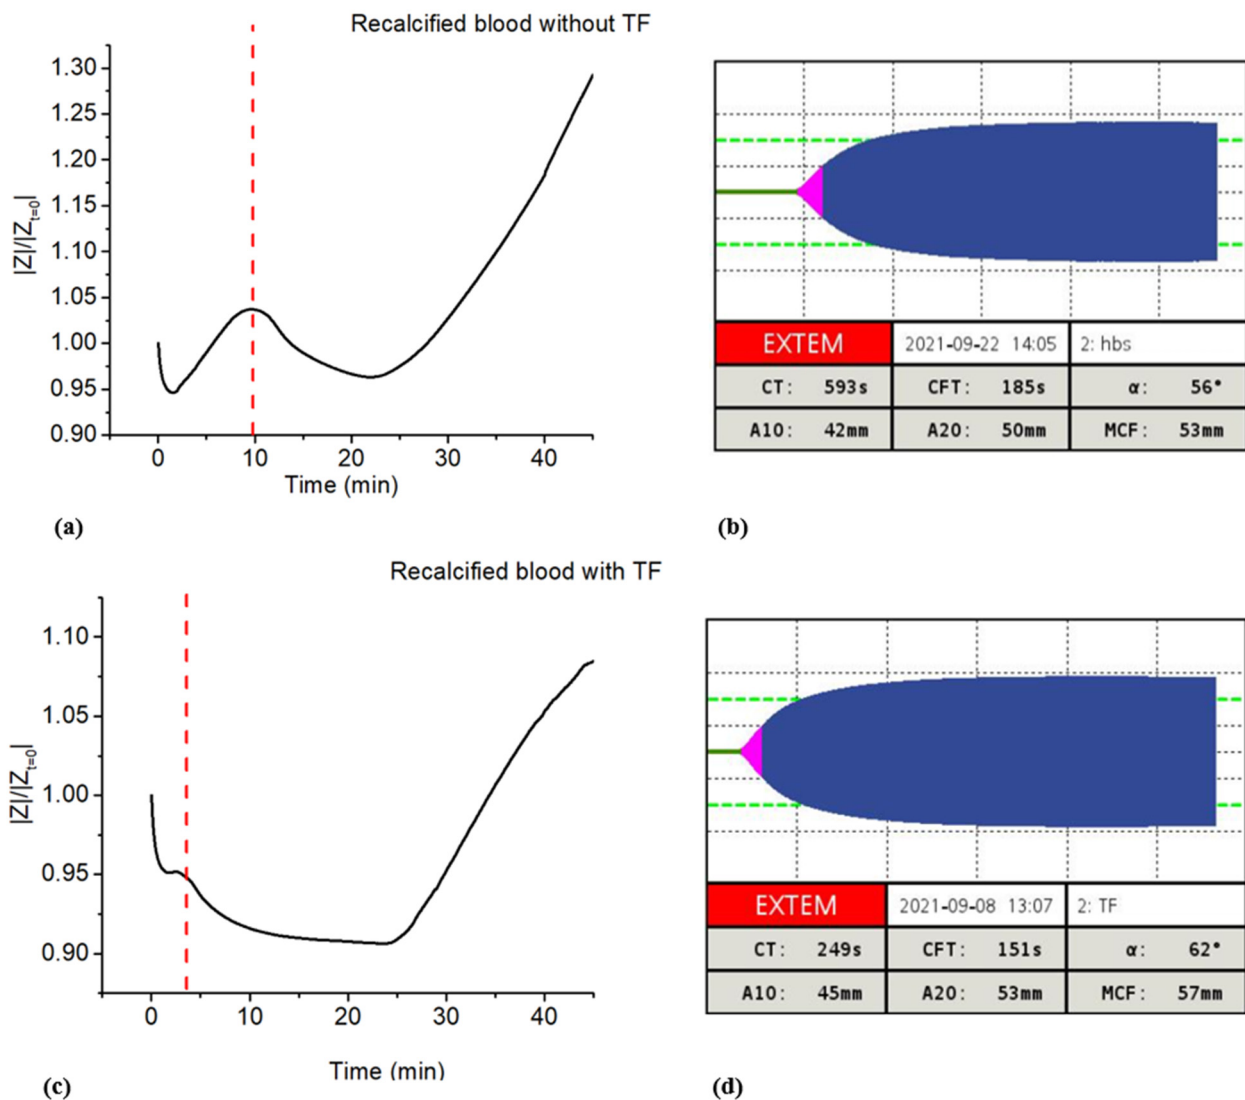 Recalcified blood without TF
1.30
1.25
1.20
1.15
1.10
1.05
1.00
0.95
0.90
|Z|/|Z t=0|
0 10 20 30 40
Time (min)
(a)
EXTEM 2021-09-22 14:05 2: hbs
CT: 593s CFT: 185s α: 56°
A10: 42mm A20: 50mm MCF: 53mm
(b)
Recalcified blood with TF
1.10
1.05
1.00
0.95
0.90
|Z|/|Z t=0|
0 10 20 30 40
Time (min)
(c)
EXTEM 2021-09-08 13:07 2: TF
CT: 249s CFT: 151s α: 62°
A10: 45mm A20: 53mm MCF: 57mm
(d)